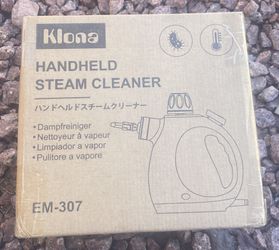 Klona
HANDHELD
STEAM CLEANER
ハンドヘルドスチームクリーナー
•Dampfreiniger
•Nettoyeur à vapeur
•Limpiador a vapor
•Pulitore a vapore
EM-307